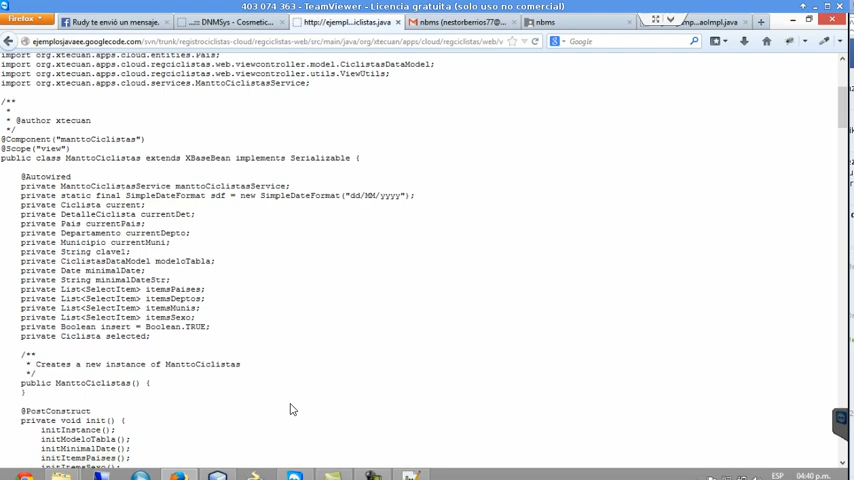 403 074 363 - TeamViewer - Licencia gratuita (solo uso no comercial)
Firefox
Rudy te envió un mensaje.
.....: DNMSys - Cosmetic...
http://ejempl...iclistas.java
nbms (nestorberrios77@...
nbms
...aoImpl.java
ejemplosjavaee.googlecode.com/svn/trunk/registrociclistas-cloud/regciclistas-web/src/main/java/org/xtecuan/apps/cloud/regciclistas/web/v
Google
import org.xtecuan.apps.cloud.entities.Pais;
import org.xtecuan.apps.cloud.regciclistas.web.viewcontroller.model.CiclistasDataModel;
import org.xtecuan.apps.cloud.regciclistas.web.viewcontroller.utils.ViewUtils;
import org.xtecuan.apps.cloud.services.ManttoCiclistasService;
/**
*
* @author xtecuan
*/
@Component("manttoCiclistas")
@Scope("view")
public class ManttoCiclistas extends XBaseBean implements Serializable {
@Autowired
private ManttoCiclistasService manttoCiclistasService;
private static final SimpleDateFormat sdf = new SimpleDateFormat("dd/MM/yyyy");
private Ciclista current;
private DetalleCiclista currentDet;
private Pais currentPais;
private Departamento currentDepto;
private Municipio currentMuni;
private String clave1;
private CiclistasDataModel modeloTabla;
private Date minimalDate;
private String minimalDateStr;
private List<SelectItem> itemsPaises;
private List<SelectItem> itemsDeptos;
private List<SelectItem> itemsMunis;
private List<SelectItem> itemsSexo;
private Boolean insert = Boolean.TRUE;
private Ciclista selected;
/**
* Creates a new instance of ManttoCiclistas
*/
public ManttoCiclistas() {
}
@PostConstruct
private void init() {
initInstance();
initModeloTabla();
initMinimalDate();
initItemsPaises();
initItemsSexo();
ESP
04:40 p.m.